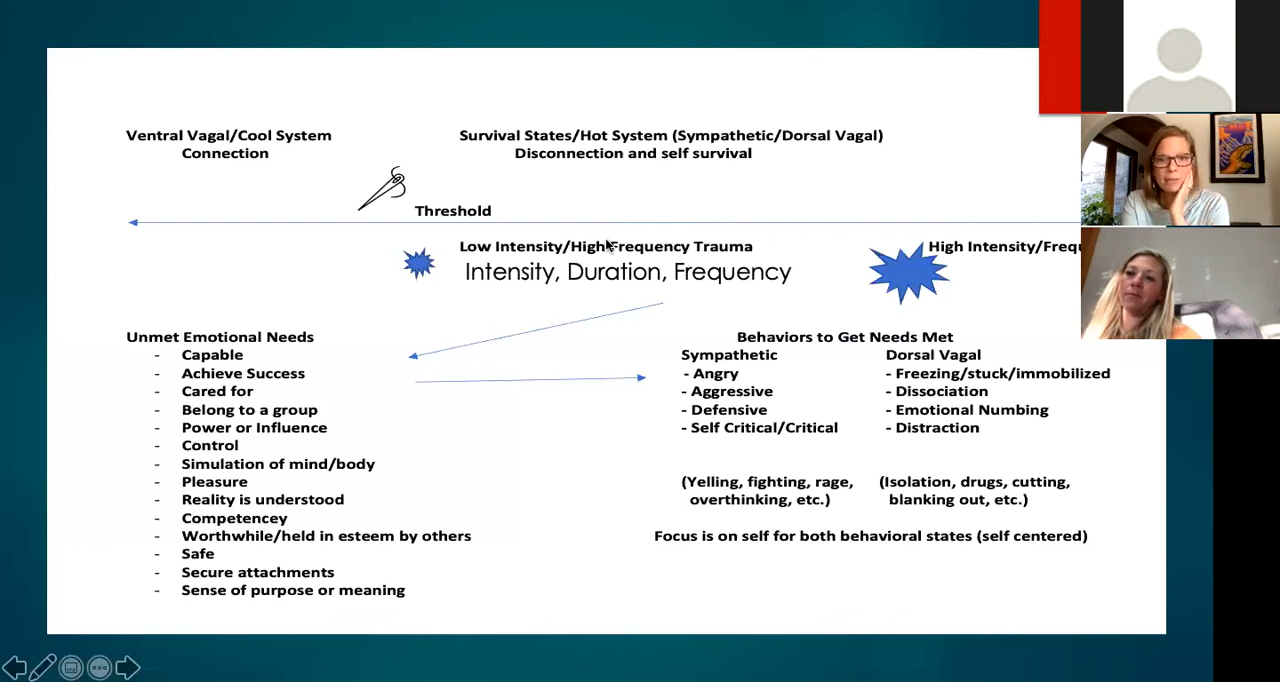 Ventral Vagal/Cool System
Connection
Survival States/Hot System (Sympathetic/Dorsal Vagal)
Disconnection and self survival
Threshold
Low Intensity/High Frequency Trauma
High Intensity/Frequ
Intensity, Duration, Frequency
Unmet Emotional Needs
- Capable
- Achieve Success
- Cared for
- Belong to a group
- Power or Influence
- Control
- Simulation of mind/body
- Pleasure
- Reality is understood
- Competencey
- Worthwhile/held in esteem by others
- Safe
- Secure attachments
- Sense of purpose or meaning
Behaviors to Get Needs Met
Sympathetic
- Angry
- Aggressive
- Defensive
- Self Critical/Critical
(Yelling, fighting, rage,
overthinking, etc.)
Dorsal Vagal
- Freezing/stuck/immobilized
- Dissociation
- Emotional Numbing
- Distraction
(Isolation, drugs, cutting,
blanking out, etc.)
Focus is on self for both behavioral states (self centered)